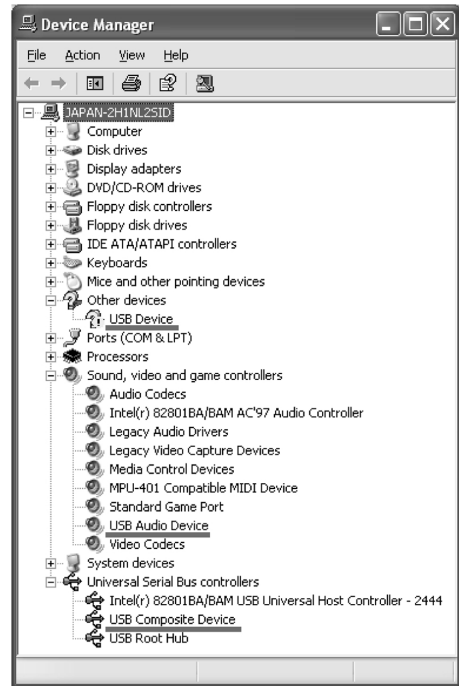 Device Manager
File Action View Help
JAPAN-2H1NL2SID
Computer
Disk drives
Display adapters
DVD/CD-ROM drives
Floppy disk controllers
Floppy disk drives
IDE ATA/ATAPI controllers
Keyboards
Mice and other pointing devices
Other devices
USB Device
Ports (COM & LPT)
Processors
Sound, video and game controllers
Audio Codecs
Intel(r) 82801BA/BAM AC'97 Audio Controller
Legacy Audio Drivers
Legacy Video Capture Devices
Media Control Devices
MPU-401 Compatible MIDI Device
Standard Game Port
USB Audio Device
Video Codecs
System devices
Universal Serial Bus controllers
Intel(r) 82801BA/BAM USB Universal Host Controller - 2444
USB Composite Device
USB Root Hub